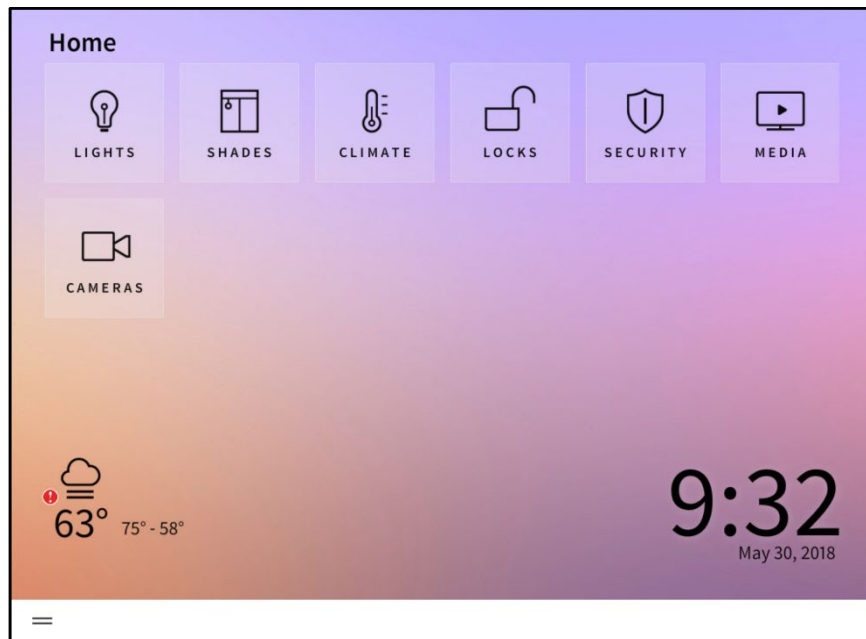 Home
LIGHTS
SHADES
CLIMATE
LOCKS
SECURITY
MEDIA
CAMERAS
63° 75° - 58°
9:32
May 30, 2018